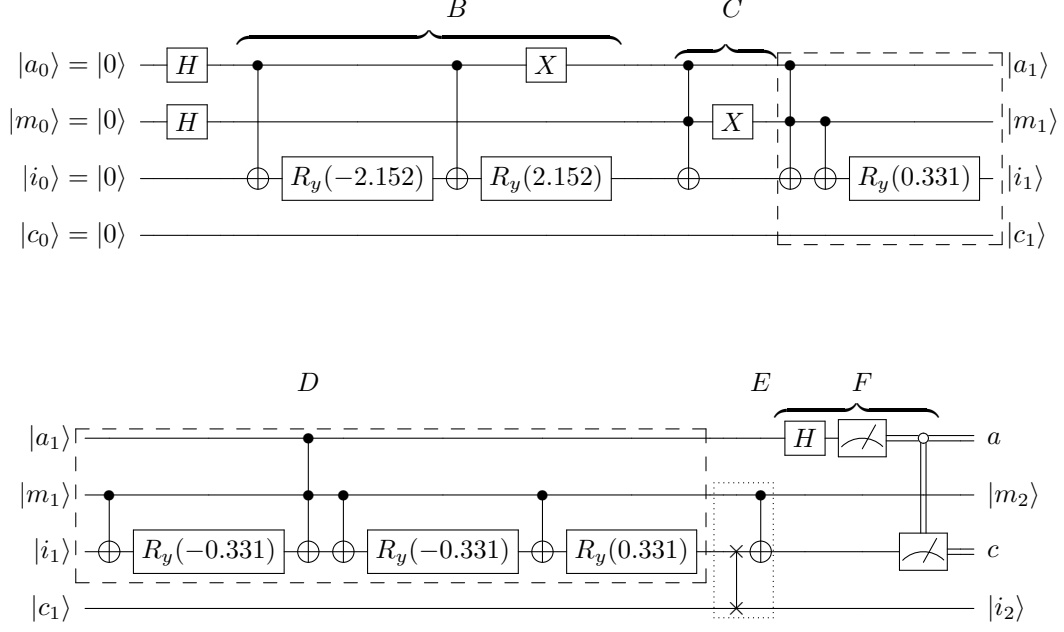 B C
|a₀⟩ = |0⟩ H X |a₁⟩
|m₀⟩ = |0⟩ H X |m₁⟩
|i₀⟩ = |0⟩ R_y(−2.152) R_y(2.152) R_y(0.331) |i₁⟩
|c₀⟩ = |0⟩ |c₁⟩
D E F
|a₁⟩ H a
|m₁⟩ |m₂⟩
|i₁⟩ R_y(−0.331) R_y(−0.331) R_y(0.331) c
|c₁⟩ |i₂⟩